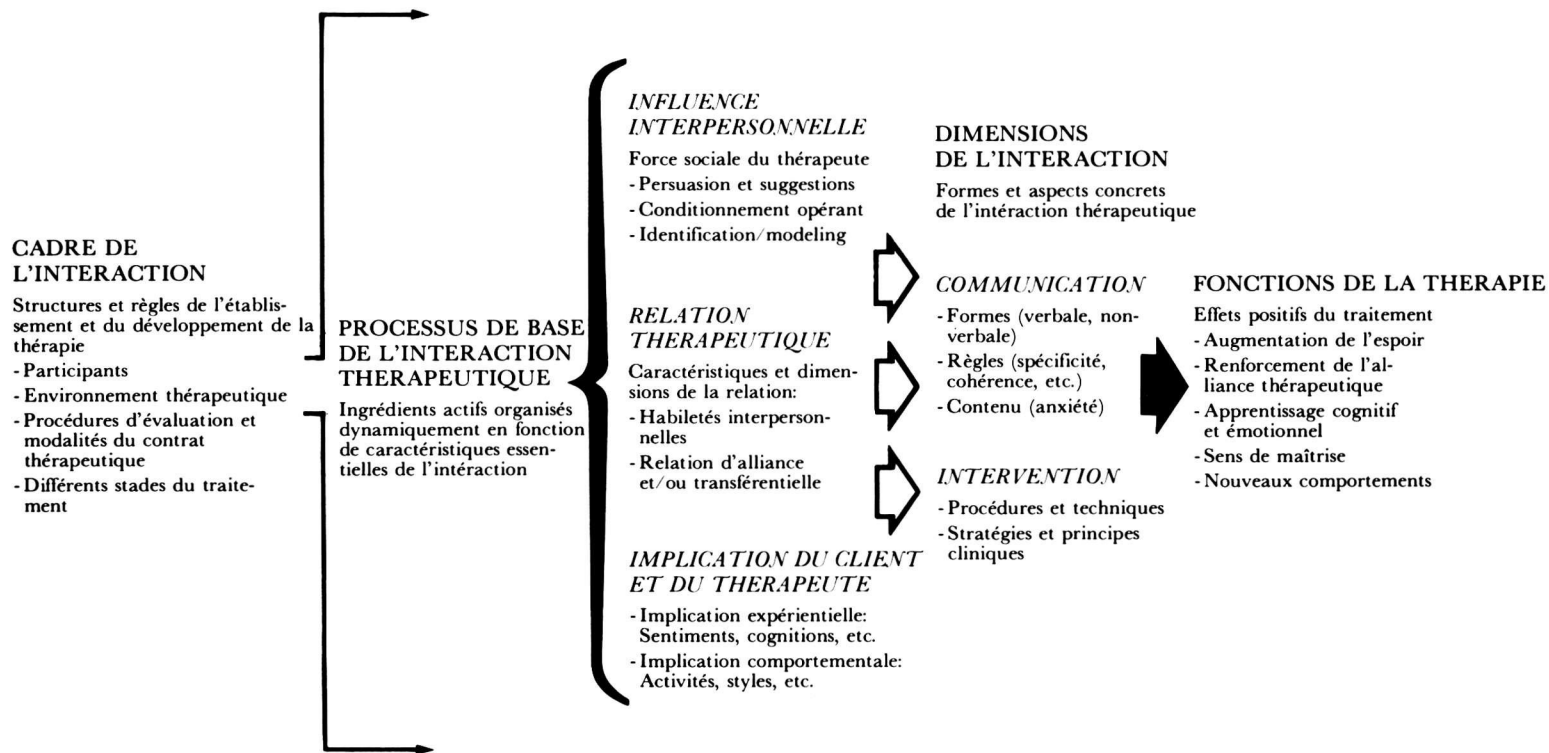 CADRE DE
L'INTERACTION
Structures et règles de l'établis-
sement et du développement de la
thérapie
- Participants
- Environnement thérapeutique
- Procédures d'évaluation et
modalités du contrat
thérapeutique
- Différents stades du traite-
ment
PROCESSUS DE BASE
DE L'INTERACTION
THERAPEUTIQUE
Ingrédients actifs organisés
dynamiquement en fonction
de caractéristiques essen-
tielles de l'intéraction
INFLUENCE
INTERPERSONNELLE
Force sociale du thérapeute
- Persuasion et suggestions
- Conditionnement opérant
- Identification/modeling
RELATION
THERAPEUTIQUE
Caractéristiques et dimen-
sions de la relation:
- Habiletés interperson-
nelles
- Relation d'alliance
et/ou transférentielle
IMPLICATION DU CLIENT
ET DU THERAPEUTE
- Implication expérientielle:
Sentiments, cognitions, etc.
- Implication comportementale:
Activités, styles, etc.
DIMENSIONS
DE L'INTERACTION
Formes et aspects concrets
de l'intéraction thérapeutique
COMMUNICATION
- Formes (verbale, non-
verbale)
- Règles (spécificité,
cohérence, etc.)
- Contenu (anxiété)
INTERVENTION
- Procédures et techniques
- Stratégies et principes
cliniques
FONCTIONS DE LA THERAPIE
Effets positifs du traitement
- Augmentation de l'espoir
- Renforcement de l'al-
liance thérapeutique
- Apprentissage cognitif
et émotionnel
- Sens de maîtrise
- Nouveaux comportements